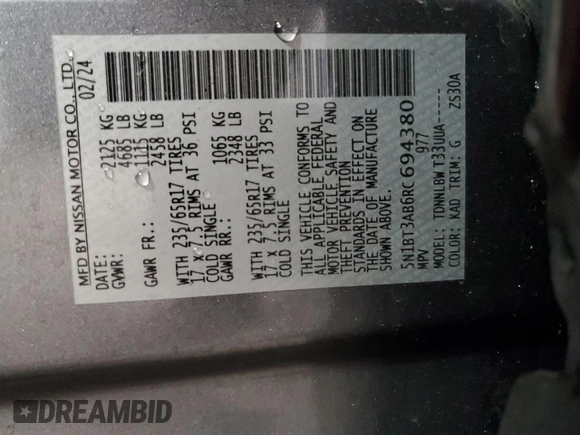 MFD BY NISSAN MOTOR CO., LTD.
DATE: 02/24
GVWR: 2125 KG
4685 LB
GAWR FR.: 1115 KG
2458 LB
WITH 235/65R17 TIRES
17 X 7.5 RIMS AT 36 PSI
COLD SINGLE
GAWR RR.: 1065 KG
2348 LB
WITH 235/65R17 TIRES
17 X 7.5 RIMS AT 33 PSI
COLD SINGLE
THIS VEHICLE CONFORMS TO
ALL APPLICABLE FEDERAL
MOTOR VEHICLE SAFETY AND
THEFT PREVENTION
STANDARDS IN EFFECT ON
THE DATE OF MANUFACTURE
SHOWN ABOVE.
5N1BT3AB6RC694380
MPV 977
MODEL: TDNNLBW T33UUA------
COLOR: KAD TRIM: G ZS30A
DREAMBID